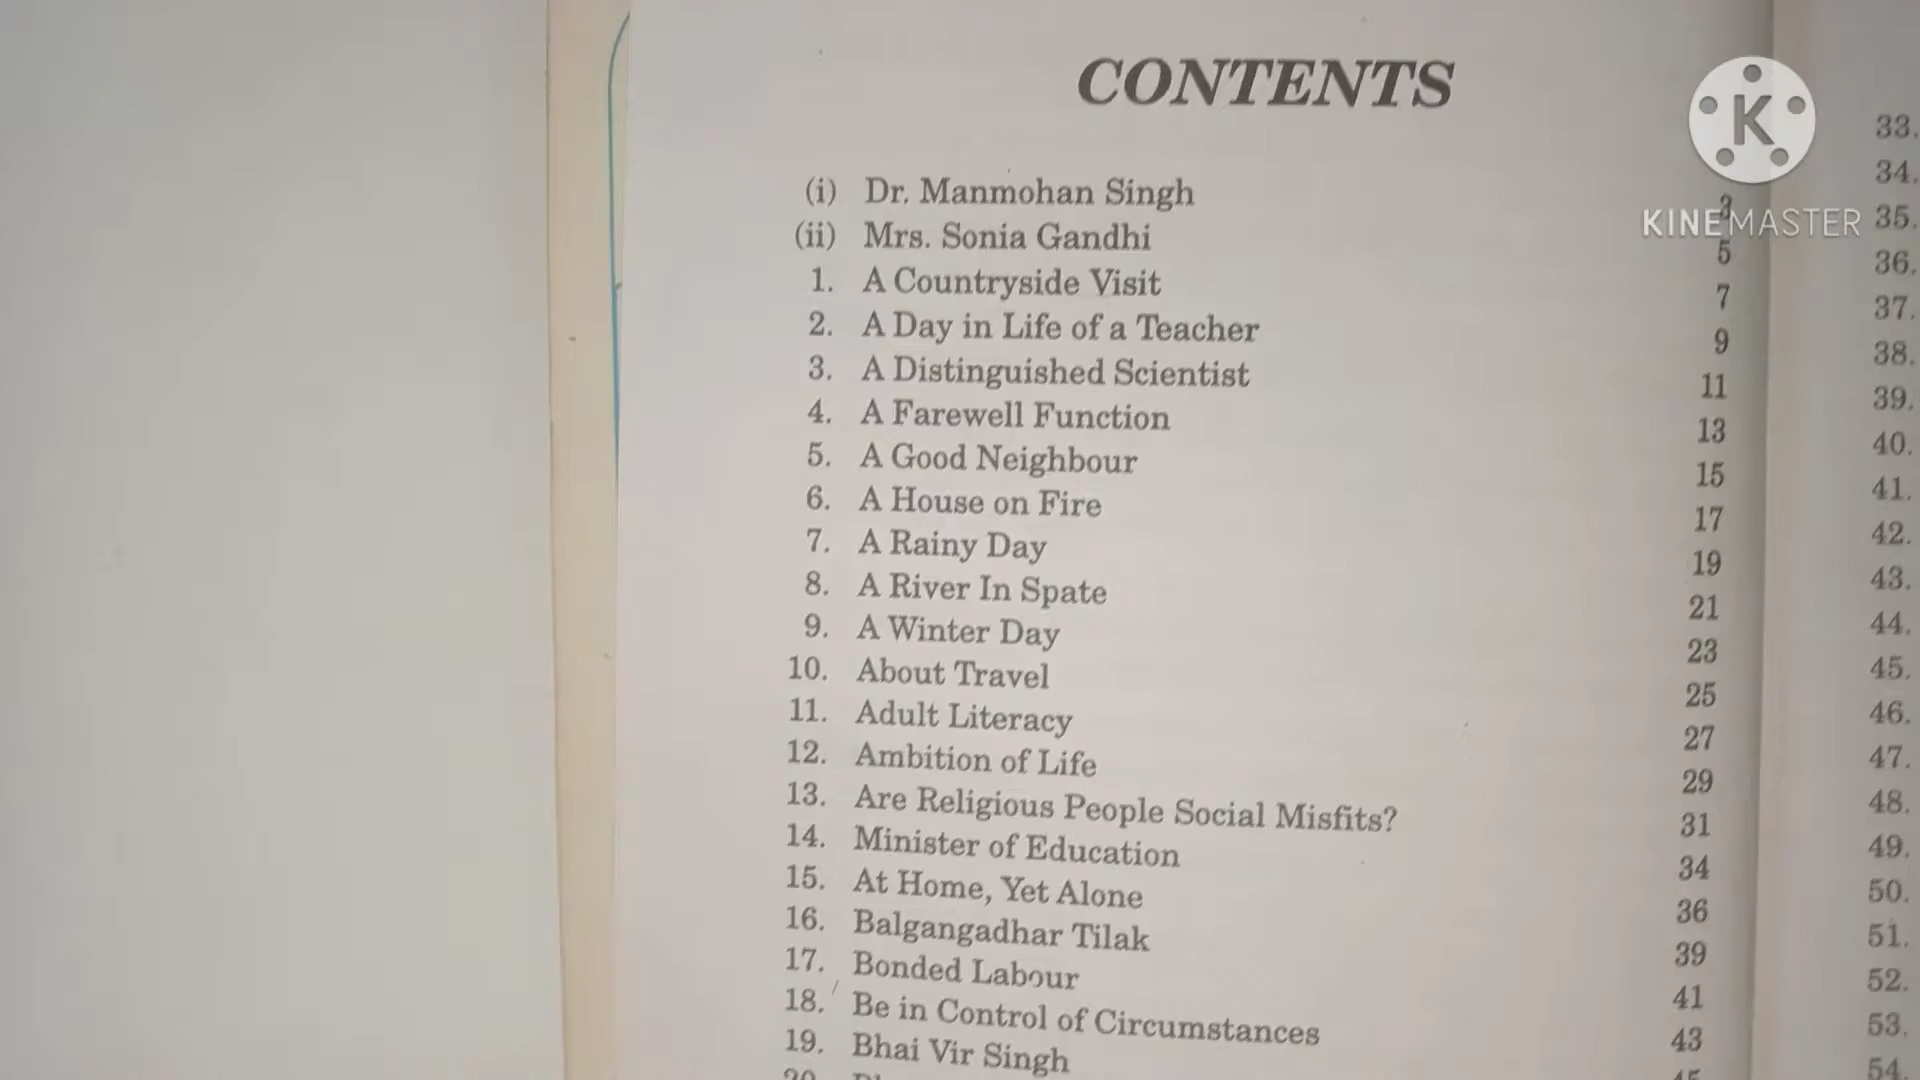 CONTENTS
(i) Dr. Manmohan Singh 3
(ii) Mrs. Sonia Gandhi 5
1. A Countryside Visit 7
2. A Day in Life of a Teacher 9
3. A Distinguished Scientist 11
4. A Farewell Function 13
5. A Good Neighbour 15
6. A House on Fire 17
7. A Rainy Day 19
8. A River In Spate 21
9. A Winter Day 23
10. About Travel 25
11. Adult Literacy 27
12. Ambition of Life 29
13. Are Religious People Social Misfits? 31
14. Minister of Education 34
15. At Home, Yet Alone 36
16. Balgangadhar Tilak 39
17. Bonded Labour 41
18. Be in Control of Circumstances 43
19. Bhai Vir Singh
K
KINEMASTER
33.
34.
35.
36.
37.
38.
39.
40.
41.
42.
43.
44.
45.
46.
47.
48.
49.
50.
51.
52.
53.
54.